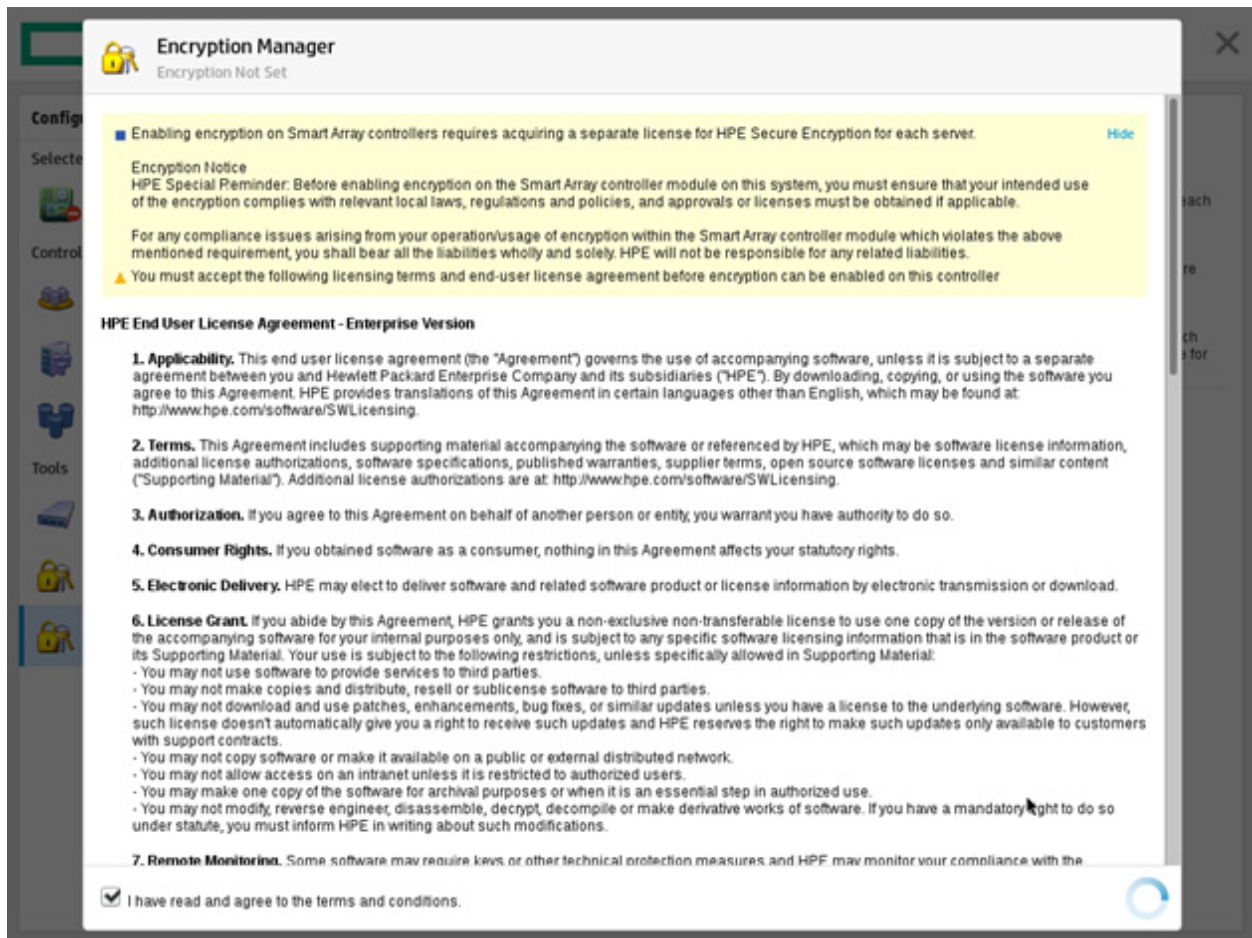 Encryption Manager
Encryption Not Set
Enabling encryption on Smart Array controllers requires acquiring a separate license for HPE Secure Encryption for each server.
Hide
Encryption Notice
HPE Special Reminder: Before enabling encryption on the Smart Array controller module on this system, you must ensure that your intended use
of the encryption complies with relevant local laws, regulations and policies, and approvals or licenses must be obtained if applicable.
For any compliance issues arising from your operation/usage of encryption within the Smart Array controller module which violates the above
mentioned requirement, you shall bear all the liabilities wholly and solely. HPE will not be responsible for any related liabilities.
You must accept the following licensing terms and end-user license agreement before encryption can be enabled on this controller
HPE End User License Agreement - Enterprise Version
1. Applicability. This end user license agreement (the "Agreement") governs the use of accompanying software, unless it is subject to a separate
agreement between you and Hewlett Packard Enterprise Company and its subsidiaries ("HPE"). By downloading, copying, or using the software you
agree to this Agreement. HPE provides translations of this Agreement in certain languages other than English, which may be found at:
http://www.hpe.com/software/SWLicensing.
2. Terms. This Agreement includes supporting material accompanying the software or referenced by HPE, which may be software license information,
additional license authorizations, software specifications, published warranties, supplier terms, open source software licenses and similar content
("Supporting Material"). Additional license authorizations are at: http://www.hpe.com/software/SWLicensing.
3. Authorization. If you agree to this Agreement on behalf of another person or entity, you warrant you have authority to do so.
4. Consumer Rights. If you obtained software as a consumer, nothing in this Agreement affects your statutory rights.
5. Electronic Delivery. HPE may elect to deliver software and related software product or license information by electronic transmission or download.
6. License Grant. If you abide by this Agreement, HPE grants you a non-exclusive non-transferable license to use one copy of the version or release of
the accompanying software for your internal purposes only, and is subject to any specific software licensing information that is in the software product or
its Supporting Material. Your use is subject to the following restrictions, unless specifically allowed in Supporting Material:
- You may not use software to provide services to third parties.
- You may not make copies and distribute, resell or sublicense software to third parties.
- You may not download and use patches, enhancements, bug fixes, or similar updates unless you have a license to the underlying software. However,
such license doesn't automatically give you a right to receive such updates and HPE reserves the right to make such updates only available to customers
with support contracts.
- You may not copy software or make it available on a public or external distributed network.
- You may not allow access on an intranet unless it is restricted to authorized users.
- You may make one copy of the software for archival purposes or when it is an essential step in authorized use.
- You may not modify, reverse engineer, disassemble, decrypt, decompile or make derivative works of software. If you have a mandatory right to do so
under statute, you must inform HPE in writing about such modifications.
7. Remote Monitoring. Some software may require keys or other technical protection measures and HPE may monitor your compliance with the
I have read and agree to the terms and conditions.
Config
Selecte
Control
Tools
each
re
ch
for